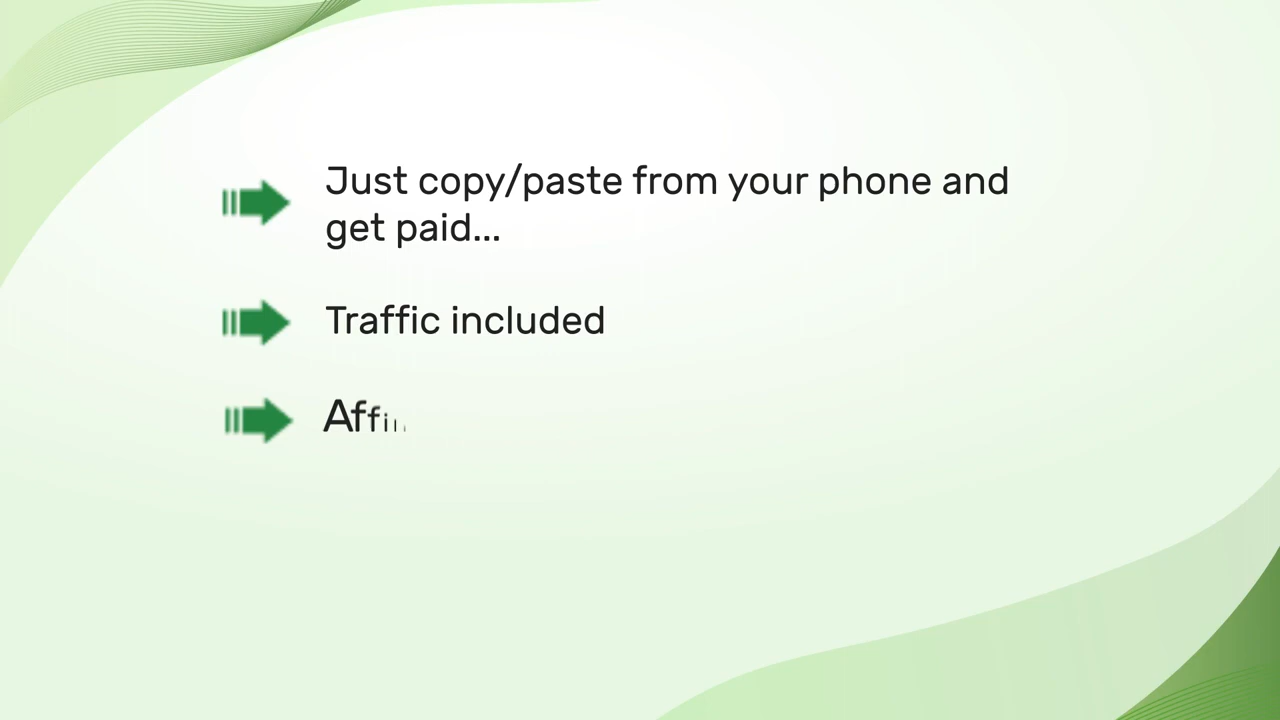 Just copy/paste from your phone and
get paid...
Traffic included